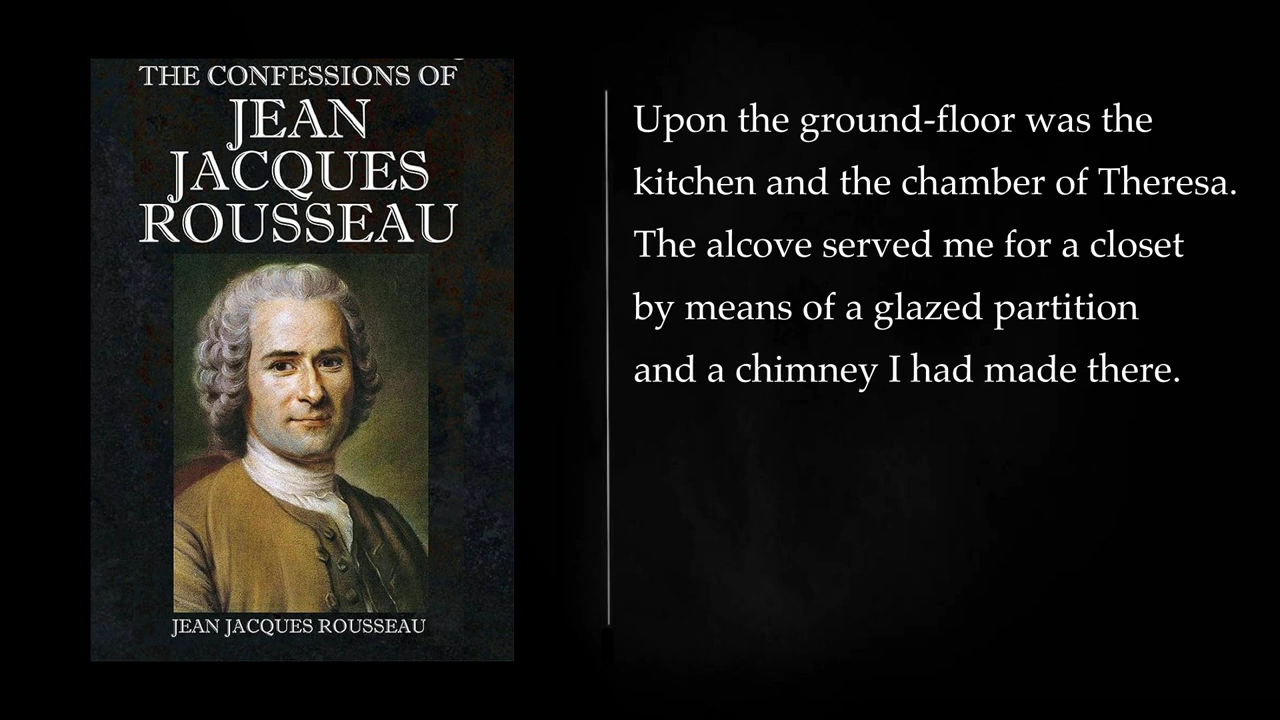 THE CONFESSIONS OF
JEAN
JACQUES
ROUSSEAU
JEAN JACQUES ROUSSEAU
Upon the ground-floor was the
kitchen and the chamber of Theresa.
The alcove served me for a closet
by means of a glazed partition
and a chimney I had made there.